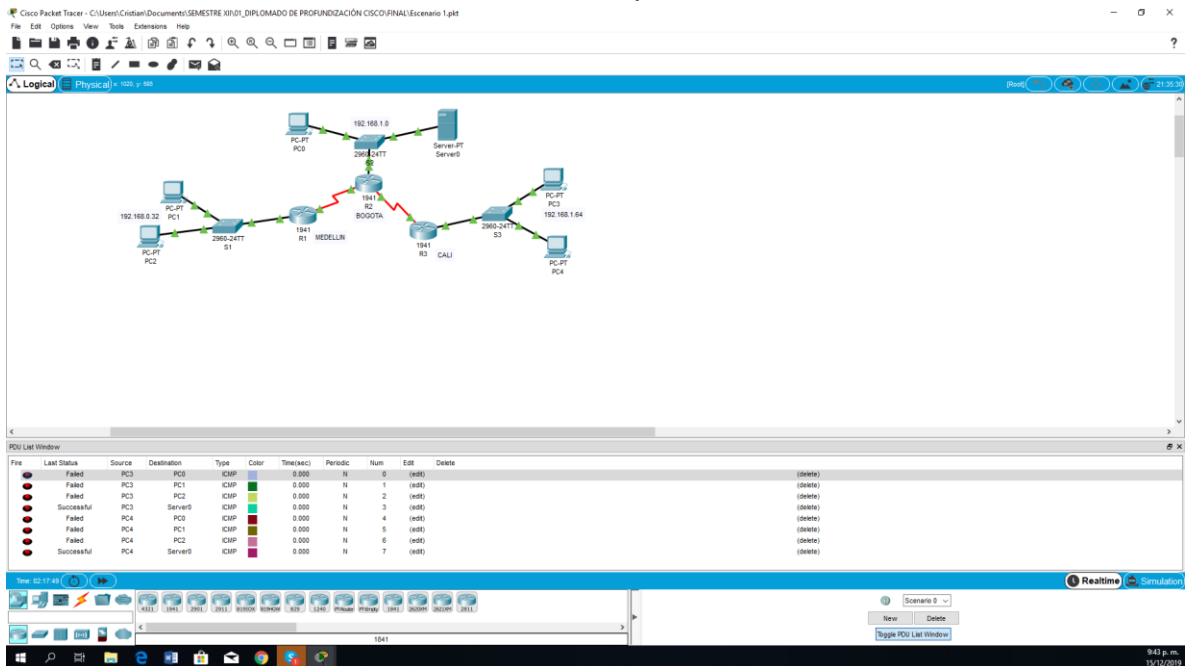 Cisco Packet Tracer - C:\Users\Cristian\Documents\SEMESTRE XII\01_DIPLOMADO DE PROFUNDIZACIÓN CISCO\FINAL\Escenario 1.pkt
File Edit Options View Tools Extensions Help
?
Logical Physical x: 1020, y: 593 [Root] 21:35:30
192.168.1.0
PC-PT
PC0
2960-24TT
S2
Server-PT
Server0
1941
R2
BOGOTA
PC-PT
PC1
192.168.0.32
2960-24TT
S1
1941
R1
MEDELLIN
PC-PT
PC2
PC-PT
PC3
192.168.1.64
2960-24TT
S3
1941
R3
CALI
PC-PT
PC4
PDU List Window
Fire Last Status Source Destination Type Color Time(sec) Periodic Num Edit Delete
Failed PC3 PC0 ICMP 0.000 N 0 (edit) (delete)
Failed PC3 PC1 ICMP 0.000 N 1 (edit) (delete)
Failed PC3 PC2 ICMP 0.000 N 2 (edit) (delete)
Successful PC3 Server0 ICMP 0.000 N 3 (edit) (delete)
Failed PC4 PC0 ICMP 0.000 N 4 (edit) (delete)
Failed PC4 PC1 ICMP 0.000 N 5 (edit) (delete)
Failed PC4 PC2 ICMP 0.000 N 6 (edit) (delete)
Successful PC4 Server0 ICMP 0.000 N 7 (edit) (delete)
Time: 02:17:49 Realtime Simulation
4321 1941 2901 2911 819IOX 819HGW 829 1240 1841 2620XM 2621XM 2811
Scenario 0
New Delete
Toggle PDU List Window
1841
9:43 p. m.
15/12/2019